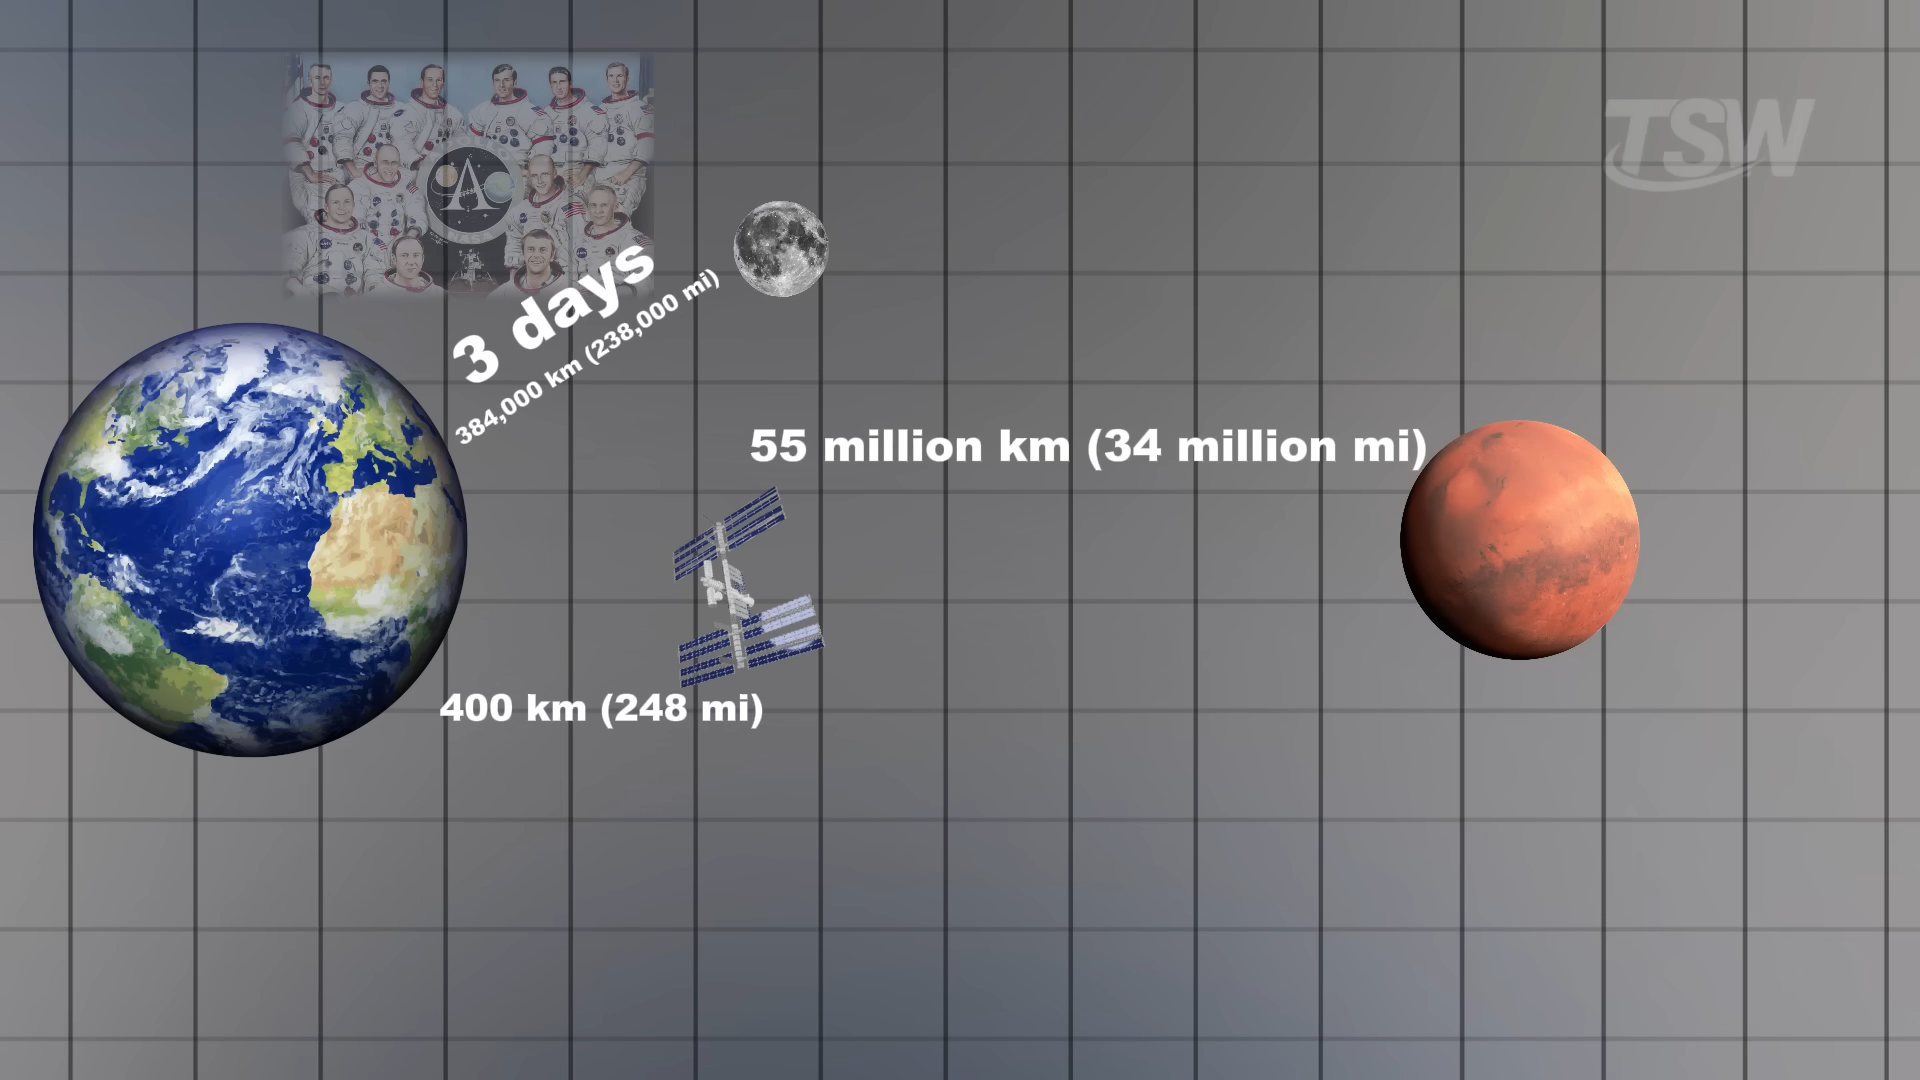 TSW
3 days
384,000 km (238,000 mi)
55 million km (34 million mi)
400 km (248 mi)